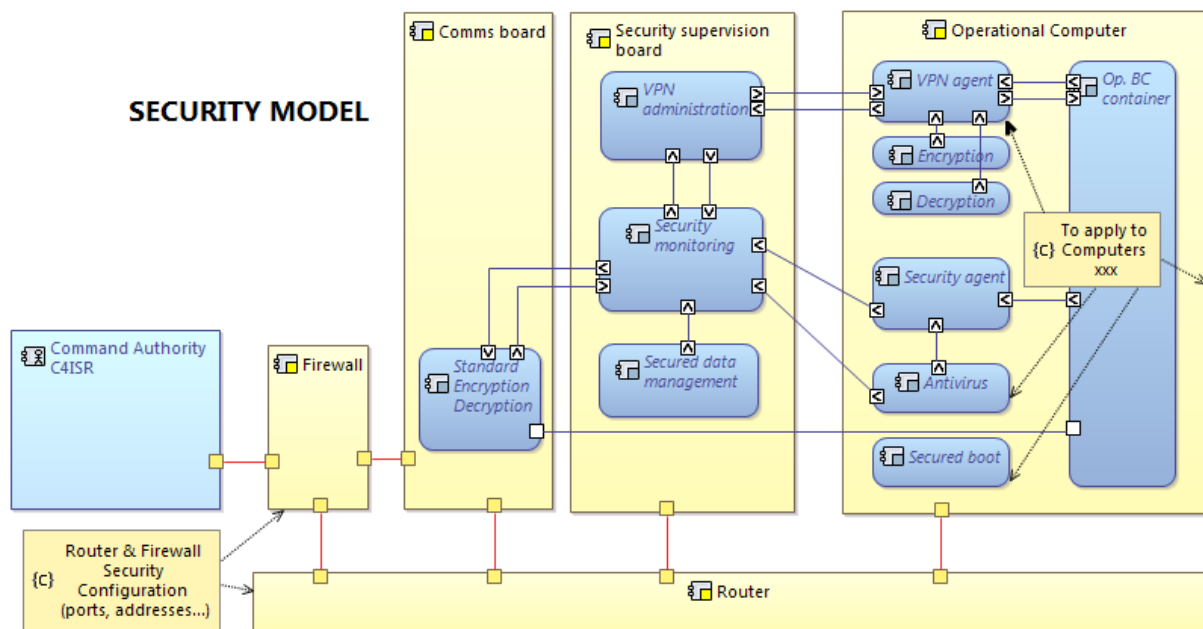 SECURITY MODEL
Comms board
Security supervision
board
Operational Computer
VPN
administration
VPN agent
Op. BC
container
Encryption
Decryption
Security
monitoring
{C}
To apply to
Computers
xxx
Security agent
Command Authority
C4ISR
Firewall
Standard
Encryption
Decryption
Secured data
management
Antivirus
Secured boot
{C}
Router & Firewall
Security
Configuration
(ports, addresses...)
Router